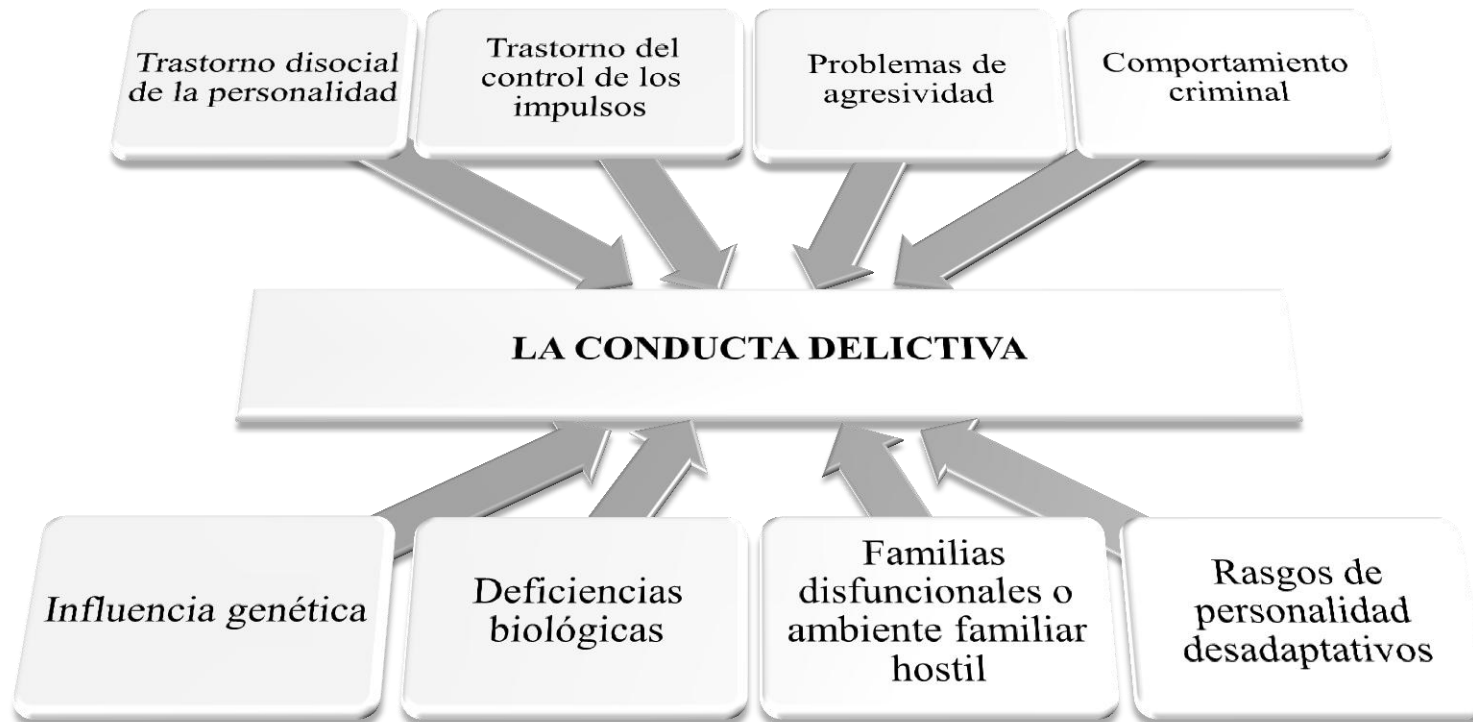 Trastorno disocial
de la personalidad
Trastorno del
control de los
impulsos
Problemas de
agresividad
Comportamiento
criminal
LA CONDUCTA DELICTIVA
Influencia genética
Deficiencias
biológicas
Familias
disfuncionales o
ambiente familiar
hostil
Rasgos de
personalidad
desadaptativos